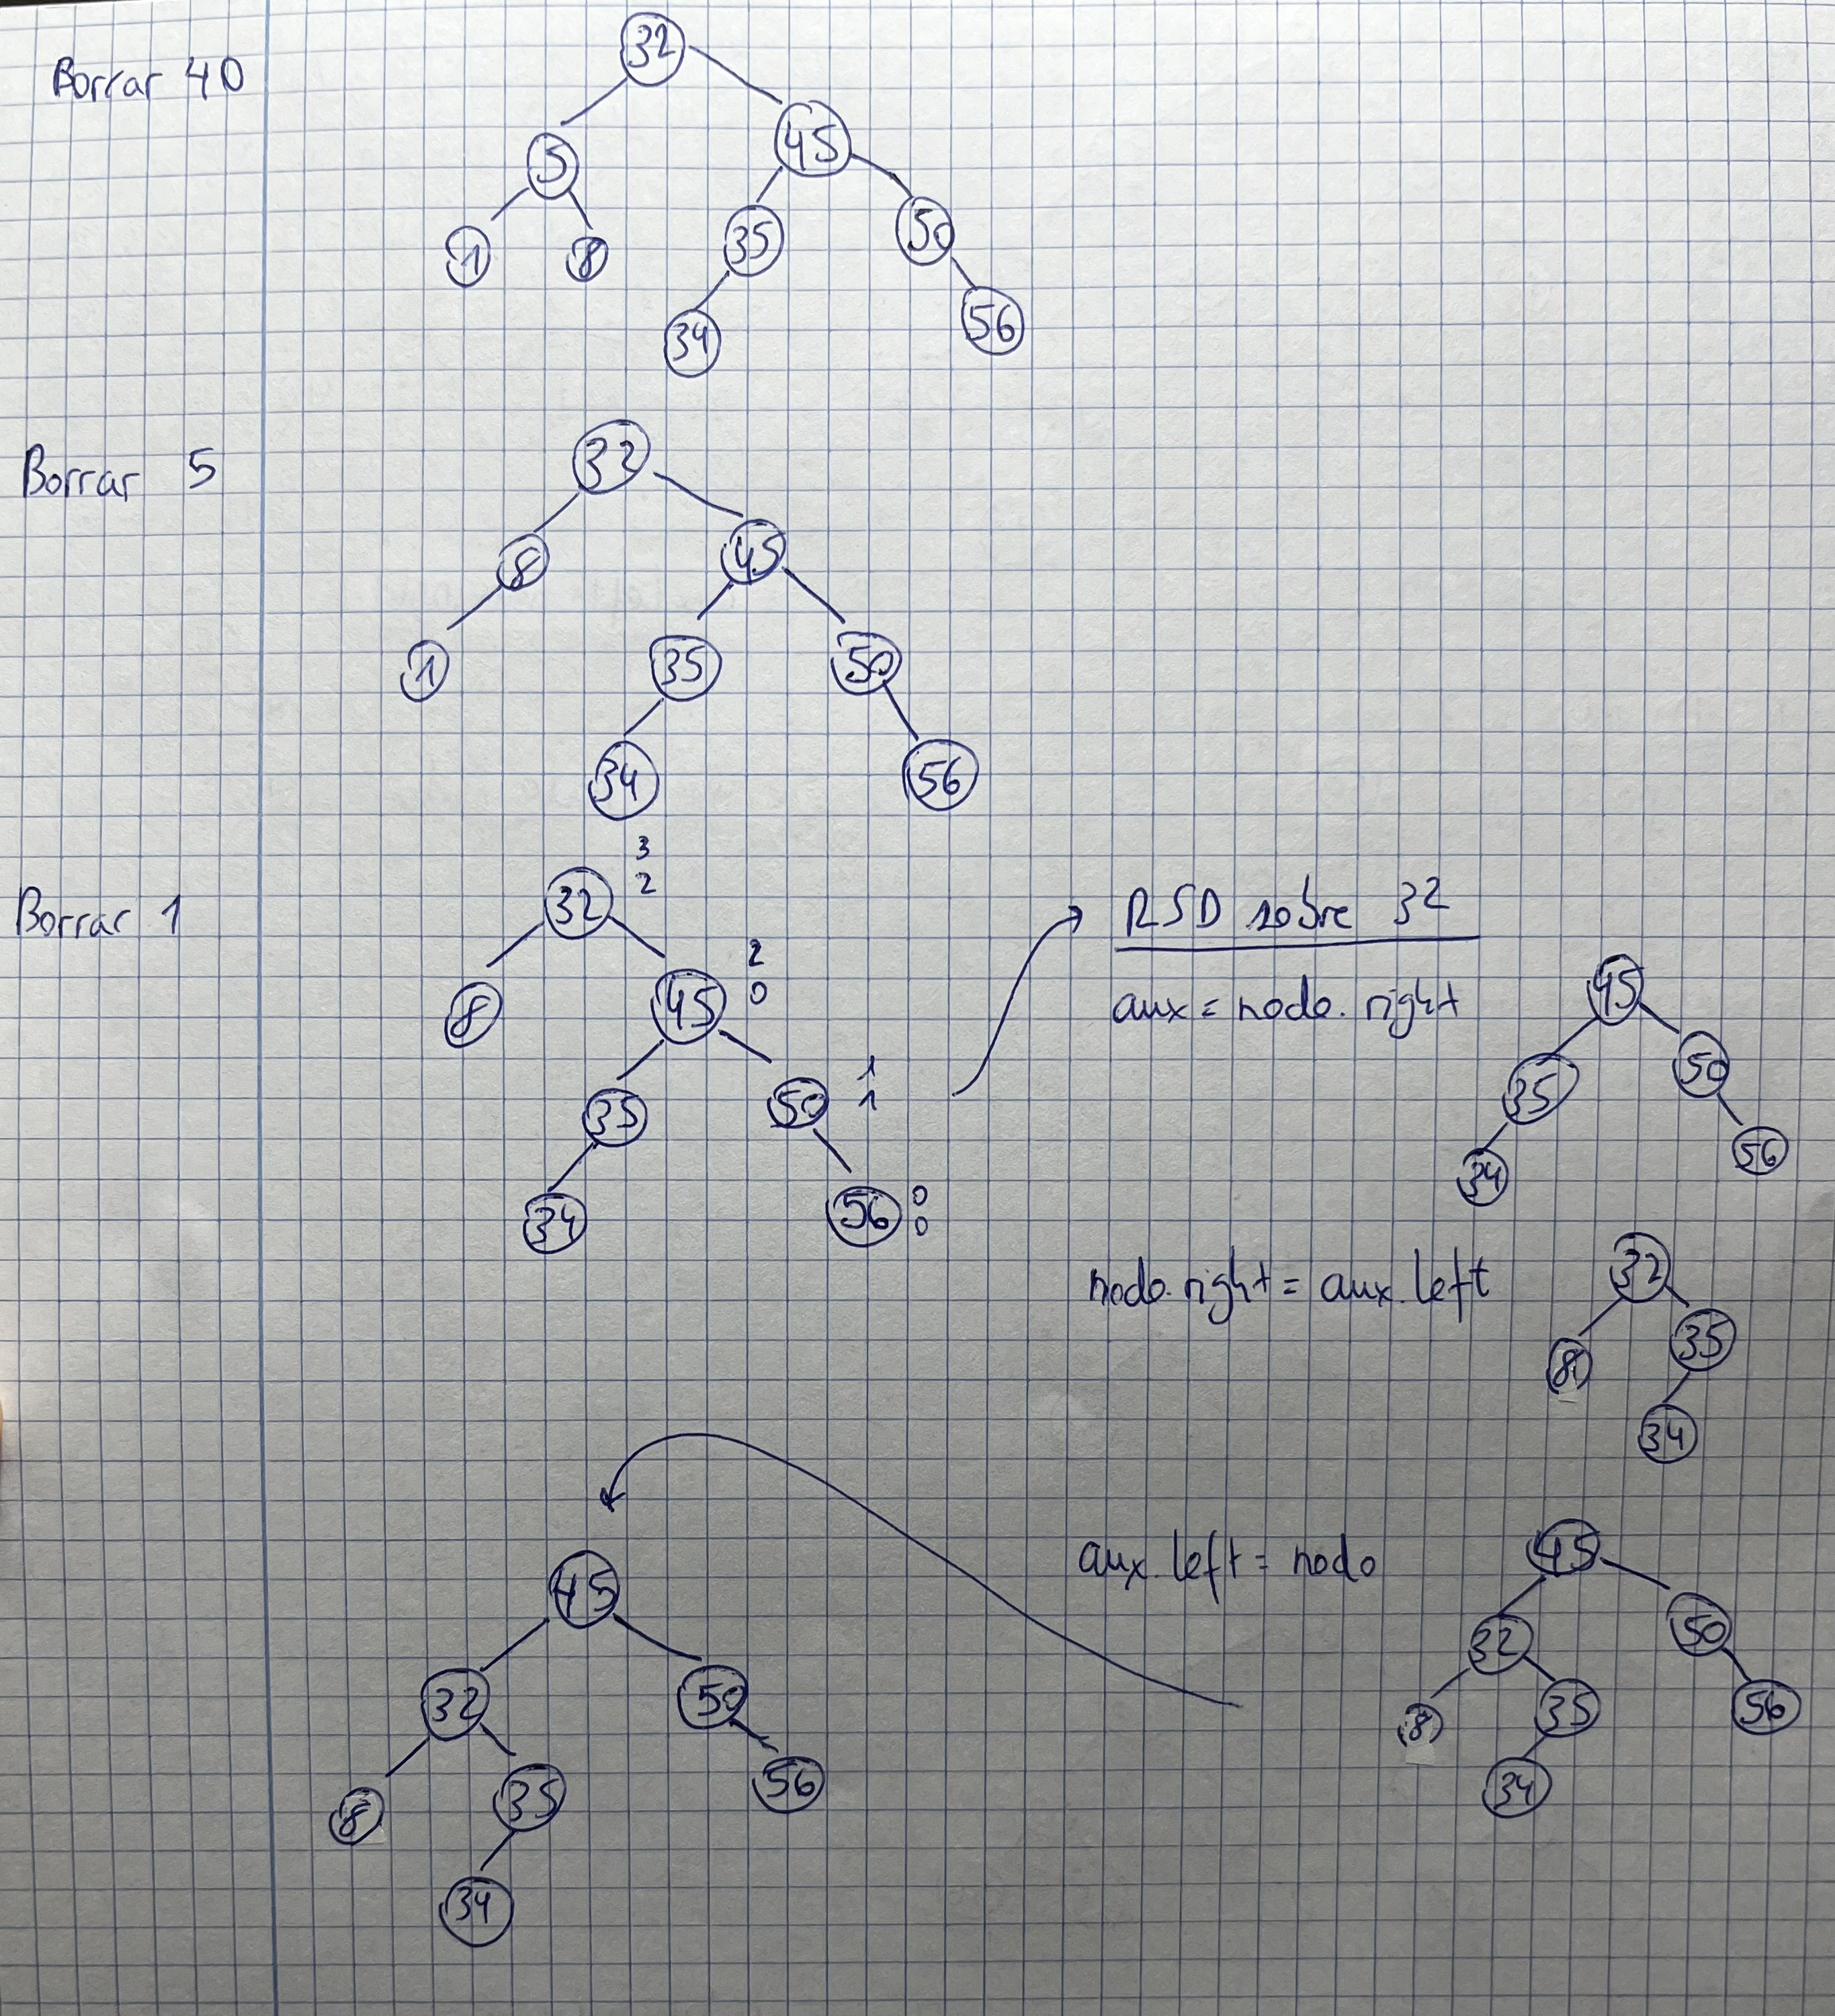 Borrar 40
32
5 45
1 8 35 50
34 56
Borrar 5
32
8 45
1 35 50
34 56
Borrar 1
32 3 2
8 45 2 0
35 50 1 1
34 56 0 0
RSD sobre 32
aux = nodo.right
45
35 50
34 56
nodo.right = aux.left
32
8 35
34
aux.left = nodo
45
32 50
8 35 56
34
45
32 50
8 35 56
34